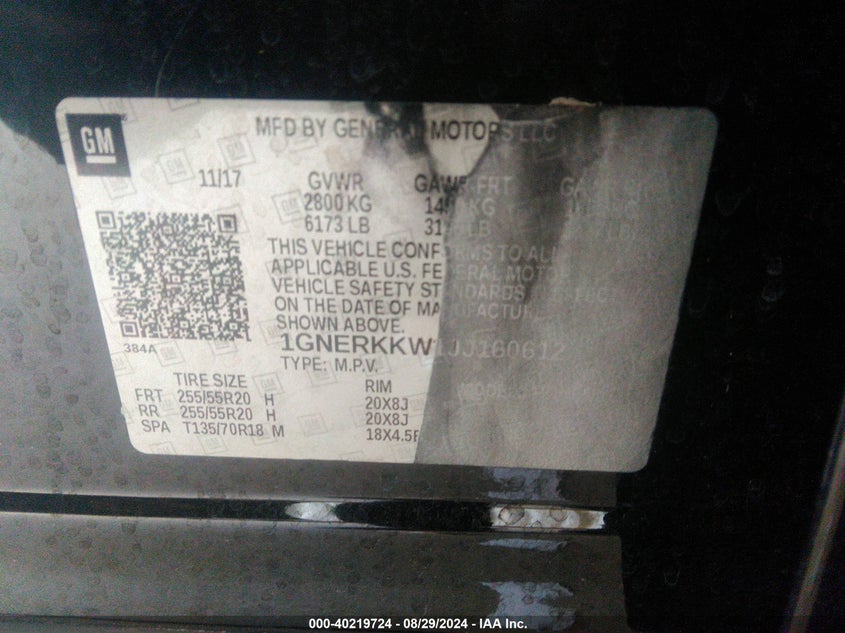 GM
MFD BY GENERAL MOTORS LLC
11/17 GVWR GAWR FRT
2800 KG KG
6173 LB LB
THIS VEHICLE CONFORMS TO ALL
APPLICABLE U.S. FEDERAL MOTOR
VEHICLE SAFETY STANDARDS
ON THE DATE OF MANUFACTURE
SHOWN ABOVE.
1GNERKKW1JJ160612
TYPE: M.P.V.
384A
TIRE SIZE RIM
FRT 255/55R20 H 20X8J
RR 255/55R20 H 20X8J
SPA T135/70R18 M 18X4.5
000-40219724 - 08/29/2024 - IAA Inc.